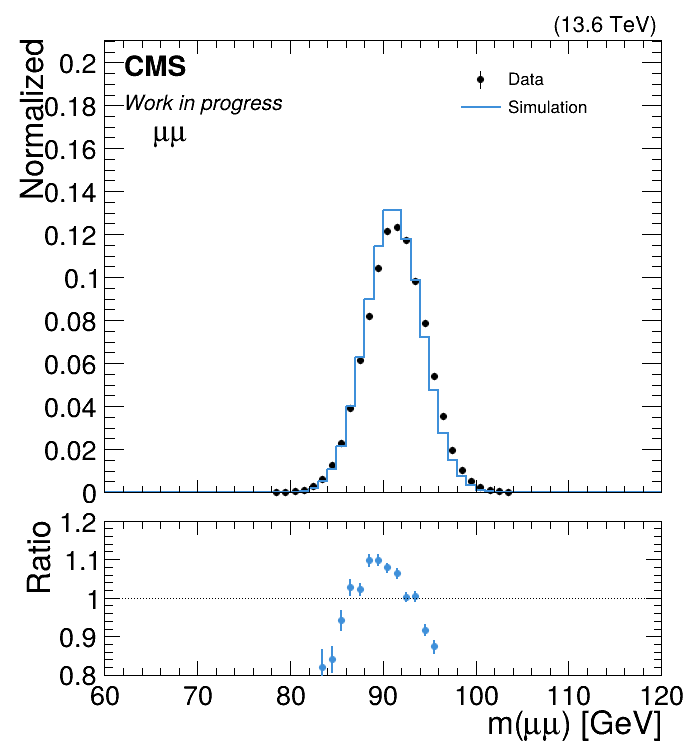 (13.6 TeV)
CMS
Work in progress
μμ
Data
Simulation
Normalized
0.2
0.18
0.16
0.14
0.12
0.1
0.08
0.06
0.04
0.02
0
Ratio
1.2
1.1
1
0.9
0.8
60 70 80 90 100 110 120
m(μμ) [GeV]